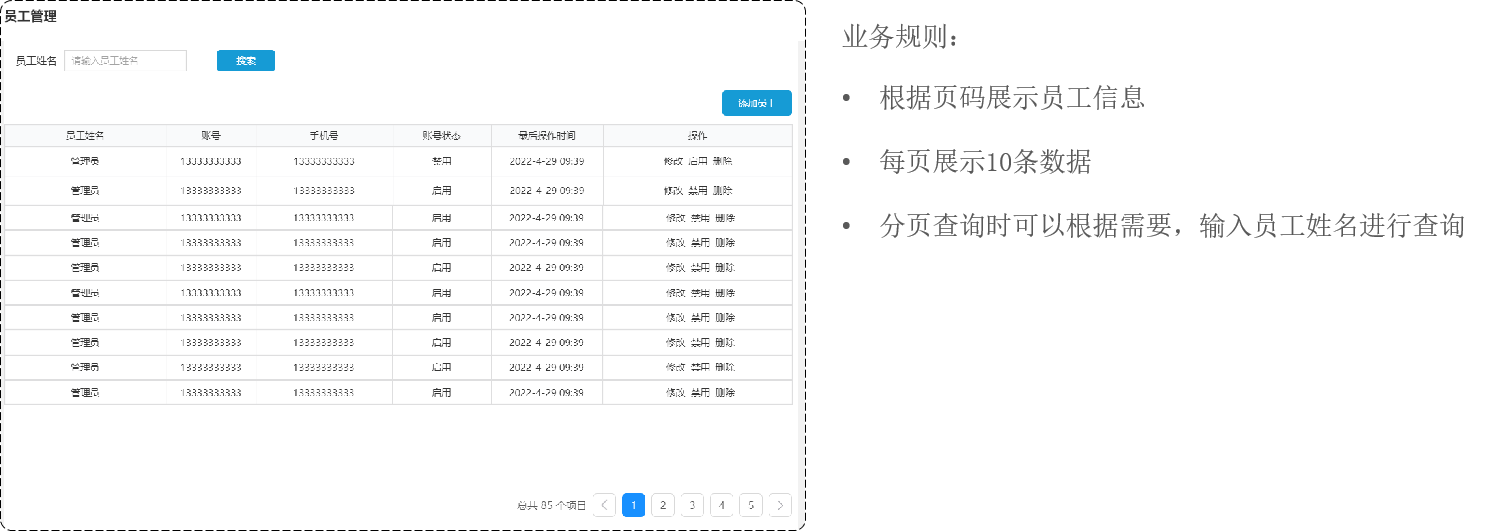 员工管理
员工姓名 请输入员工姓名 搜索
添加员工
员工姓名 账号 手机号 账号状态 最后操作时间 操作
管理员 13333333333 13333333333 禁用 2022-4-29 09:39 修改 启用 删除
管理员 13333333333 13333333333 启用 2022-4-29 09:39 修改 禁用 删除
管理员 13333333333 13333333333 启用 2022-4-29 09:39 修改 禁用 删除
管理员 13333333333 13333333333 启用 2022-4-29 09:39 修改 禁用 删除
管理员 13333333333 13333333333 启用 2022-4-29 09:39 修改 禁用 删除
管理员 13333333333 13333333333 启用 2022-4-29 09:39 修改 禁用 删除
管理员 13333333333 13333333333 启用 2022-4-29 09:39 修改 禁用 删除
管理员 13333333333 13333333333 启用 2022-4-29 09:39 修改 禁用 删除
管理员 13333333333 13333333333 启用 2022-4-29 09:39 修改 禁用 删除
管理员 13333333333 13333333333 启用 2022-4-29 09:39 修改 禁用 删除
总共 85 个项目 < 1 2 3 4 5 >
业务规则：
• 根据页码展示员工信息
• 每页展示10条数据
• 分页查询时可以根据需要，输入员工姓名进行查询